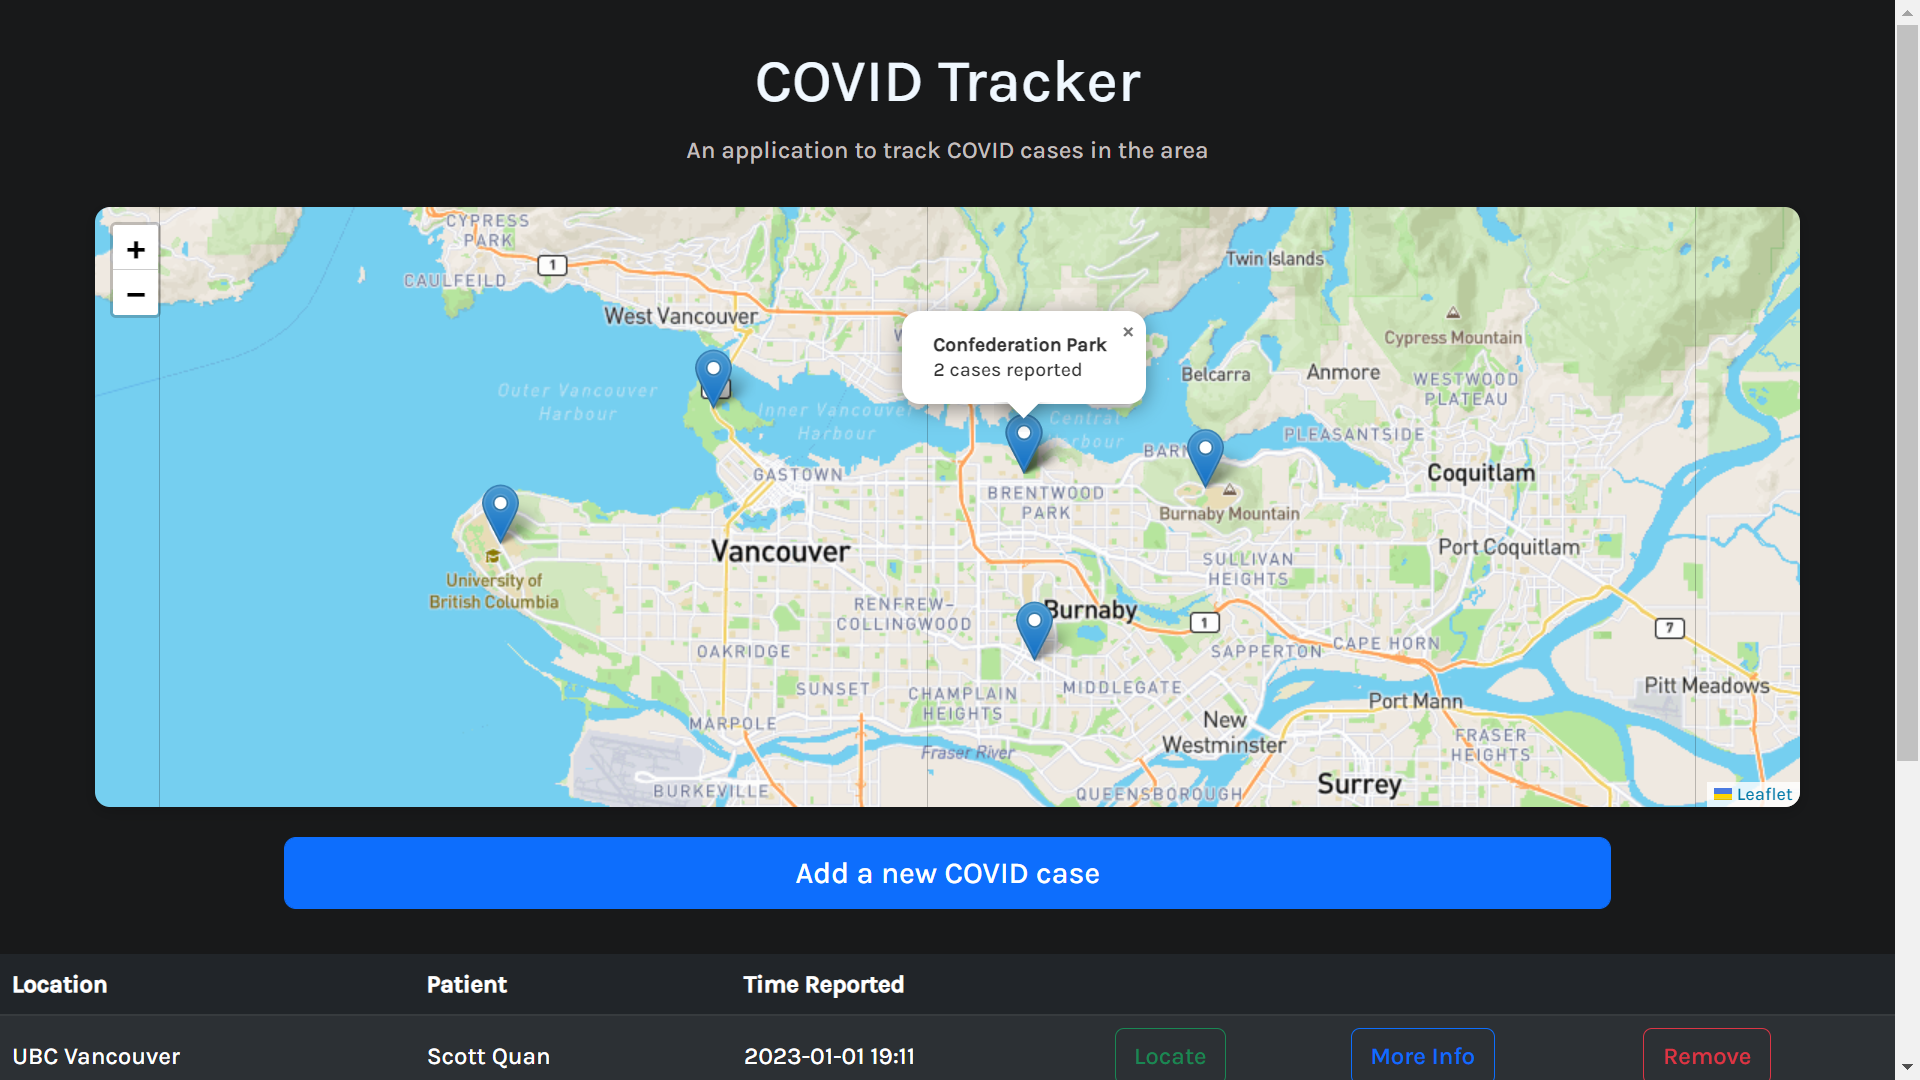 COVID Tracker
An application to track COVID cases in the area
+
−
CYPRESS
PARK
1
CAULFEILD
West Vancouver
Twin Islands
Cypress Mountain
Confederation Park
×
2 cases reported
Belcarra
Anmore
WESTWOOD
PLATEAU
Outer Vancouver
Harbour
Inner Vancouver
Harbour
Central
PLEASANTSIDE
GASTOWN
Coquitlam
BRENTWOOD
PARK
Burnaby Mountain
Vancouver
Port Coquitlam
SULLIVAN
HEIGHTS
University of
British Columbia
RENFREW-
COLLINGWOOD
Burnaby
1
7
OAKRIDGE
SAPPERTON
CAPE HORN
SUNSET
CHAMPLAIN
HEIGHTS
MIDDLEGATE
Pitt Meadows
Port Mann
MARPOLE
New
Westminster
FRASER
HEIGHTS
Fraser River
BURKEVILLE
QUEENSBOROUGH
Surrey
Leaflet
Add a new COVID case
Location Patient Time Reported
UBC Vancouver Scott Quan 2023-01-01 19:11 Locate More Info Remove